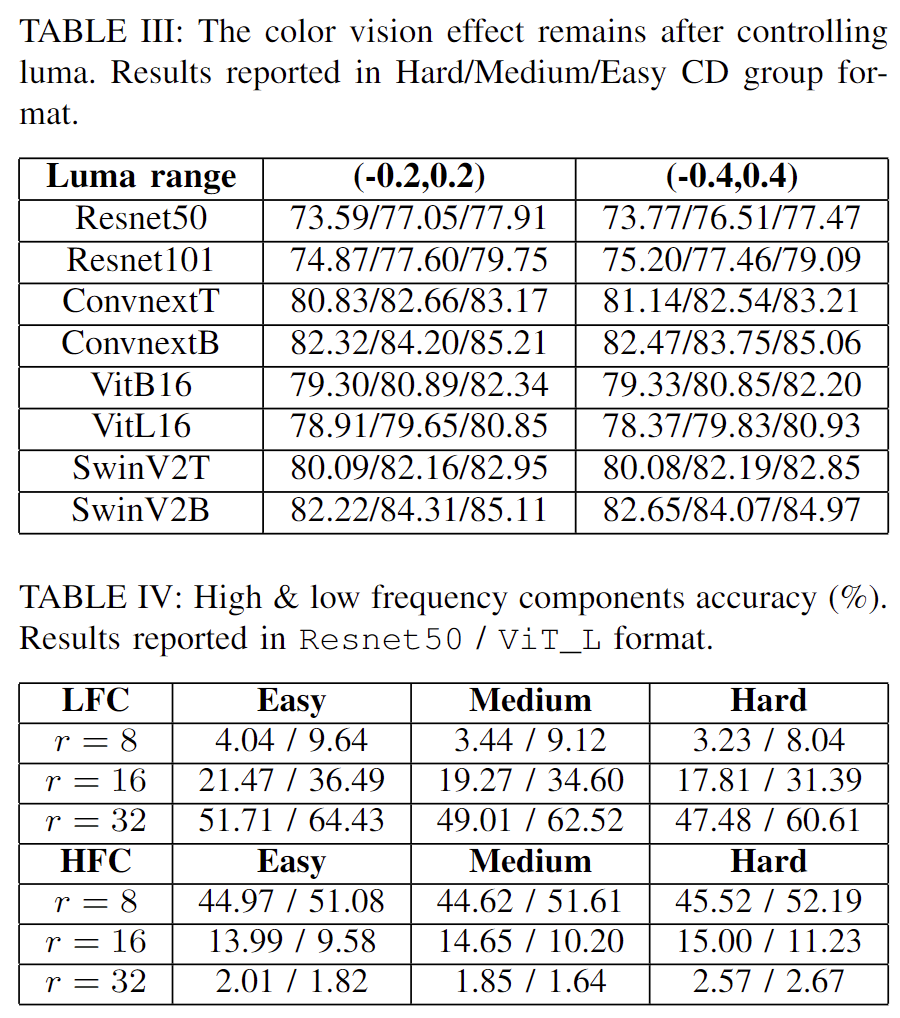 TABLE III: The color vision effect remains after controlling
luma. Results reported in Hard/Medium/Easy CD group for-
mat.
Luma range (-0.2,0.2) (-0.4,0.4)
Resnet50 73.59/77.05/77.91 73.77/76.51/77.47
Resnet101 74.87/77.60/79.75 75.20/77.46/79.09
ConvnextT 80.83/82.66/83.17 81.14/82.54/83.21
ConvnextB 82.32/84.20/85.21 82.47/83.75/85.06
VitB16 79.30/80.89/82.34 79.33/80.85/82.20
VitL16 78.91/79.65/80.85 78.37/79.83/80.93
SwinV2T 80.09/82.16/82.95 80.08/82.19/82.85
SwinV2B 82.22/84.31/85.11 82.65/84.07/84.97
TABLE IV: High & low frequency components accuracy (%).
Results reported in Resnet50 / ViT_L format.
LFC Easy Medium Hard
r = 8 4.04 / 9.64 3.44 / 9.12 3.23 / 8.04
r = 16 21.47 / 36.49 19.27 / 34.60 17.81 / 31.39
r = 32 51.71 / 64.43 49.01 / 62.52 47.48 / 60.61
HFC Easy Medium Hard
r = 8 44.97 / 51.08 44.62 / 51.61 45.52 / 52.19
r = 16 13.99 / 9.58 14.65 / 10.20 15.00 / 11.23
r = 32 2.01 / 1.82 1.85 / 1.64 2.57 / 2.67